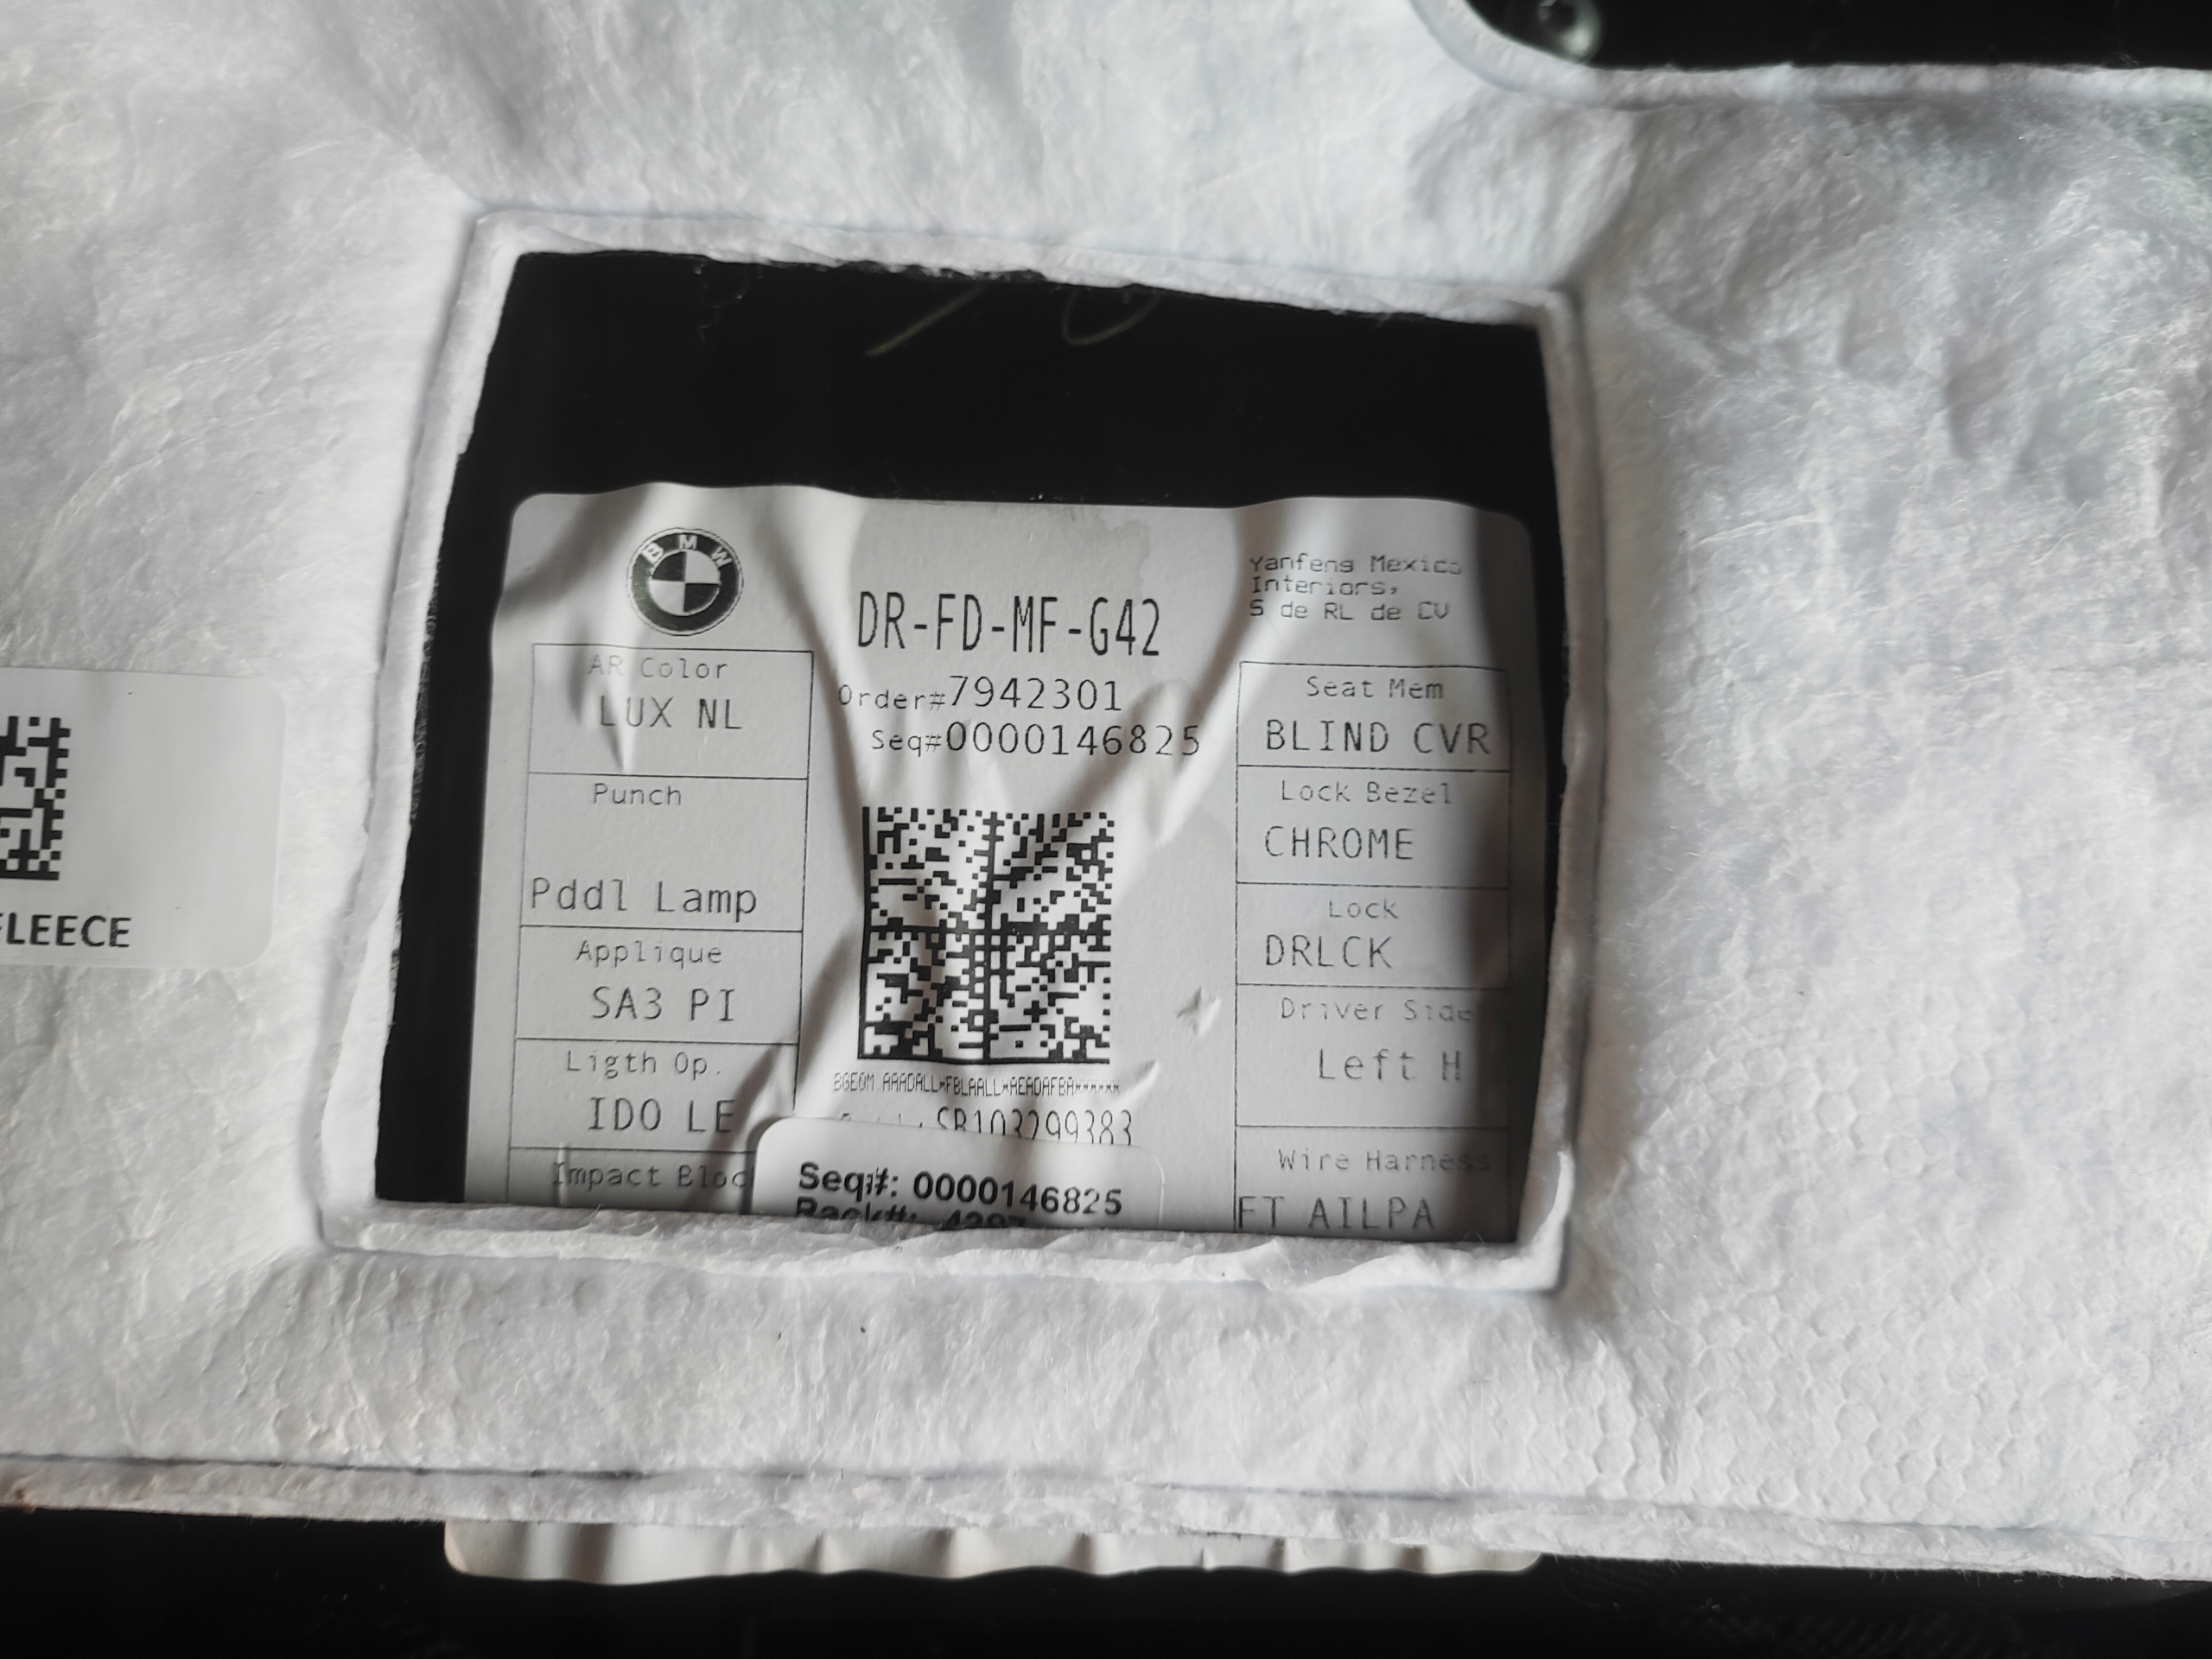 BMW
DR-FD-MF-G42
Order#7942301
Seq#0000146825
Yanfeng Mexico
Interiors,
S de RL de CV
AR Color
LUX NL
Punch
Pddl Lamp
Applique
SA3 PI
Ligth Op.
IDO LE
Impact Bloc
SB103299383
Seq#: 0000146825
Rack#:
Seat Mem
BLIND CVR
Lock Bezel
CHROME
Lock
DRLCK
Driver Side
Left H
Wire Harness
FT AILPA
FLEECE